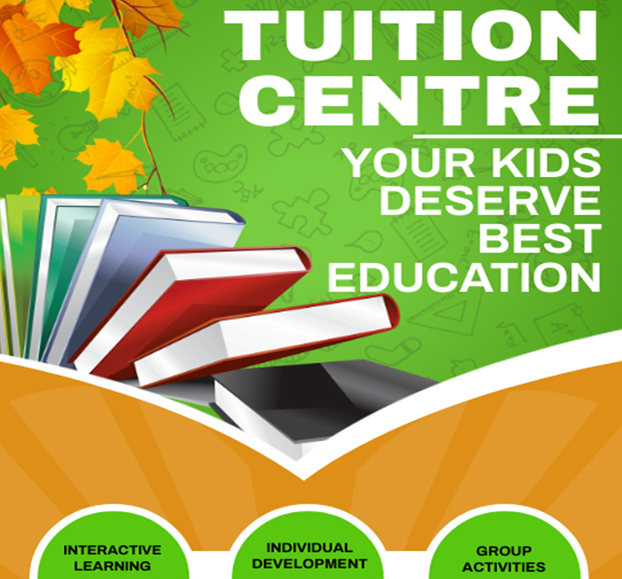 TUITION
CENTRE
YOUR KIDS
DESERVE
BEST
EDUCATION
INTERACTIVE
LEARNING
INDIVIDUAL
DEVELOPMENT
GROUP
ACTIVITIES